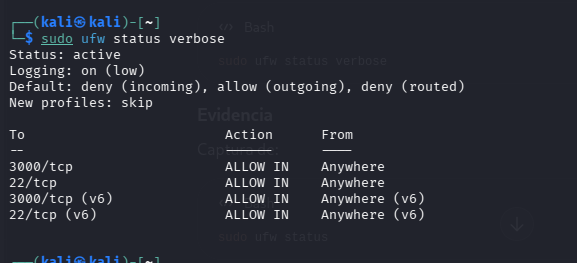 ┌──(kali㉿kali)-[~]
└─$ sudo ufw status verbose
Status: active
Logging: on (low)
Default: deny (incoming), allow (outgoing), deny (routed)
New profiles: skip
To                         Action      From
--                         ------      ----
3000/tcp                   ALLOW IN    Anywhere
22/tcp                     ALLOW IN    Anywhere
3000/tcp (v6)              ALLOW IN    Anywhere (v6)
22/tcp (v6)                ALLOW IN    Anywhere (v6)
┌──(kali㉿kali)-[~]
Bash
sudo ufw status verbose
Evidencia
sudo ufw status